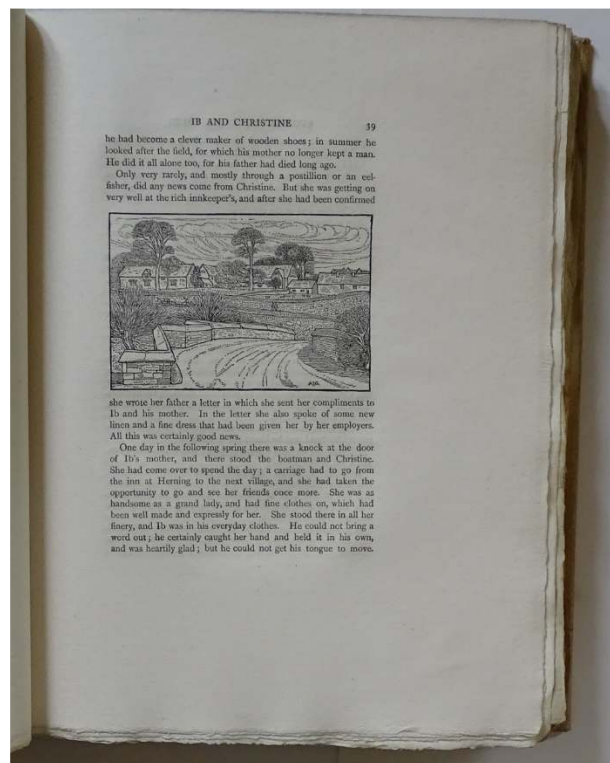 IB AND CHRISTINE 39
he had become a clever maker of wooden shoes; in summer he
looked after the field, for which his mother no longer kept a man.
He did it all alone too, for his father had died long ago.
Only very rarely, and mostly through a postillion or an eel-
fisher, did any news come from Christine. But she was getting on
very well at the rich innkeeper's, and after she had been confirmed
she wrote her father a letter in which she sent her compliments to
Ib and his mother. In the letter she also spoke of some new
linen and a fine dress that had been given her by her employers.
All this was certainly good news.
One day in the following spring there was a knock at the door
of Ib's mother, and there stood the boatman and Christine.
She had come over to spend the day; a carriage had to go from
the inn at Herning to the next village, and she had taken the
opportunity to go and see her friends once more. She was as
handsome as a grand lady, and had fine clothes on, which had
been well made and expressly for her. She stood there in all her
finery, and Ib was in his everyday clothes. He could not bring a
word out; he certainly caught her hand and held it in his own,
and was heartily glad; but he could not get his tongue to move.